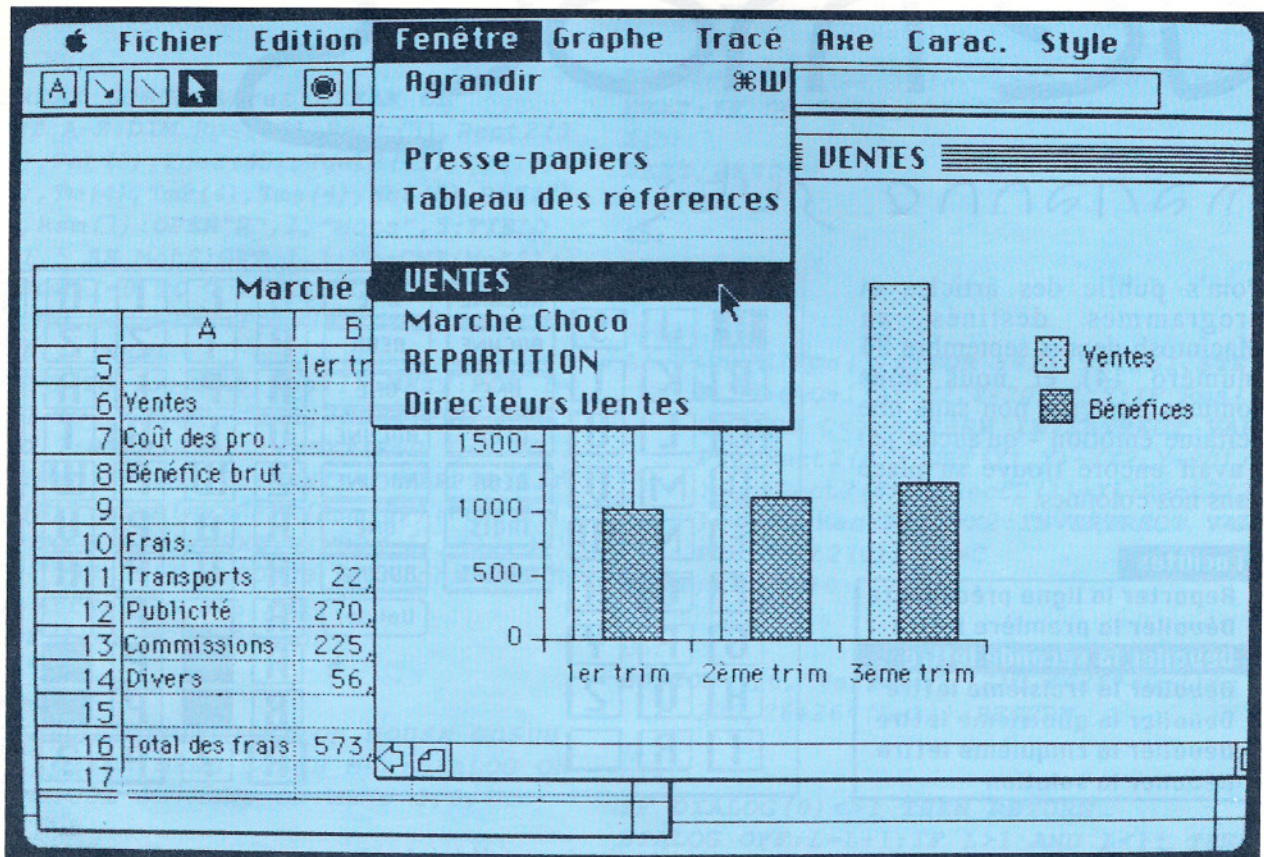 Fichier Edition Fenêtre Graphe Tracé Axe Carac. Style
A
Agrandir ⌘W
Presse-papiers
Tableau des références
VENTES
Marché Choco
REPARTITION
Directeurs Ventes
VENTES
Marché
A B
5 1er tr
6 Ventes
7 Coût des pro.
8 Bénéfice brut
9
10 Frais:
11 Transports 22,
12 Publicité 270,
13 Commissions 225,
14 Divers 56,
15
16 Total des frais 573,
17
Ventes
Bénéfices
1500
1000
500
0
1er trim 2ème trim 3ème trim